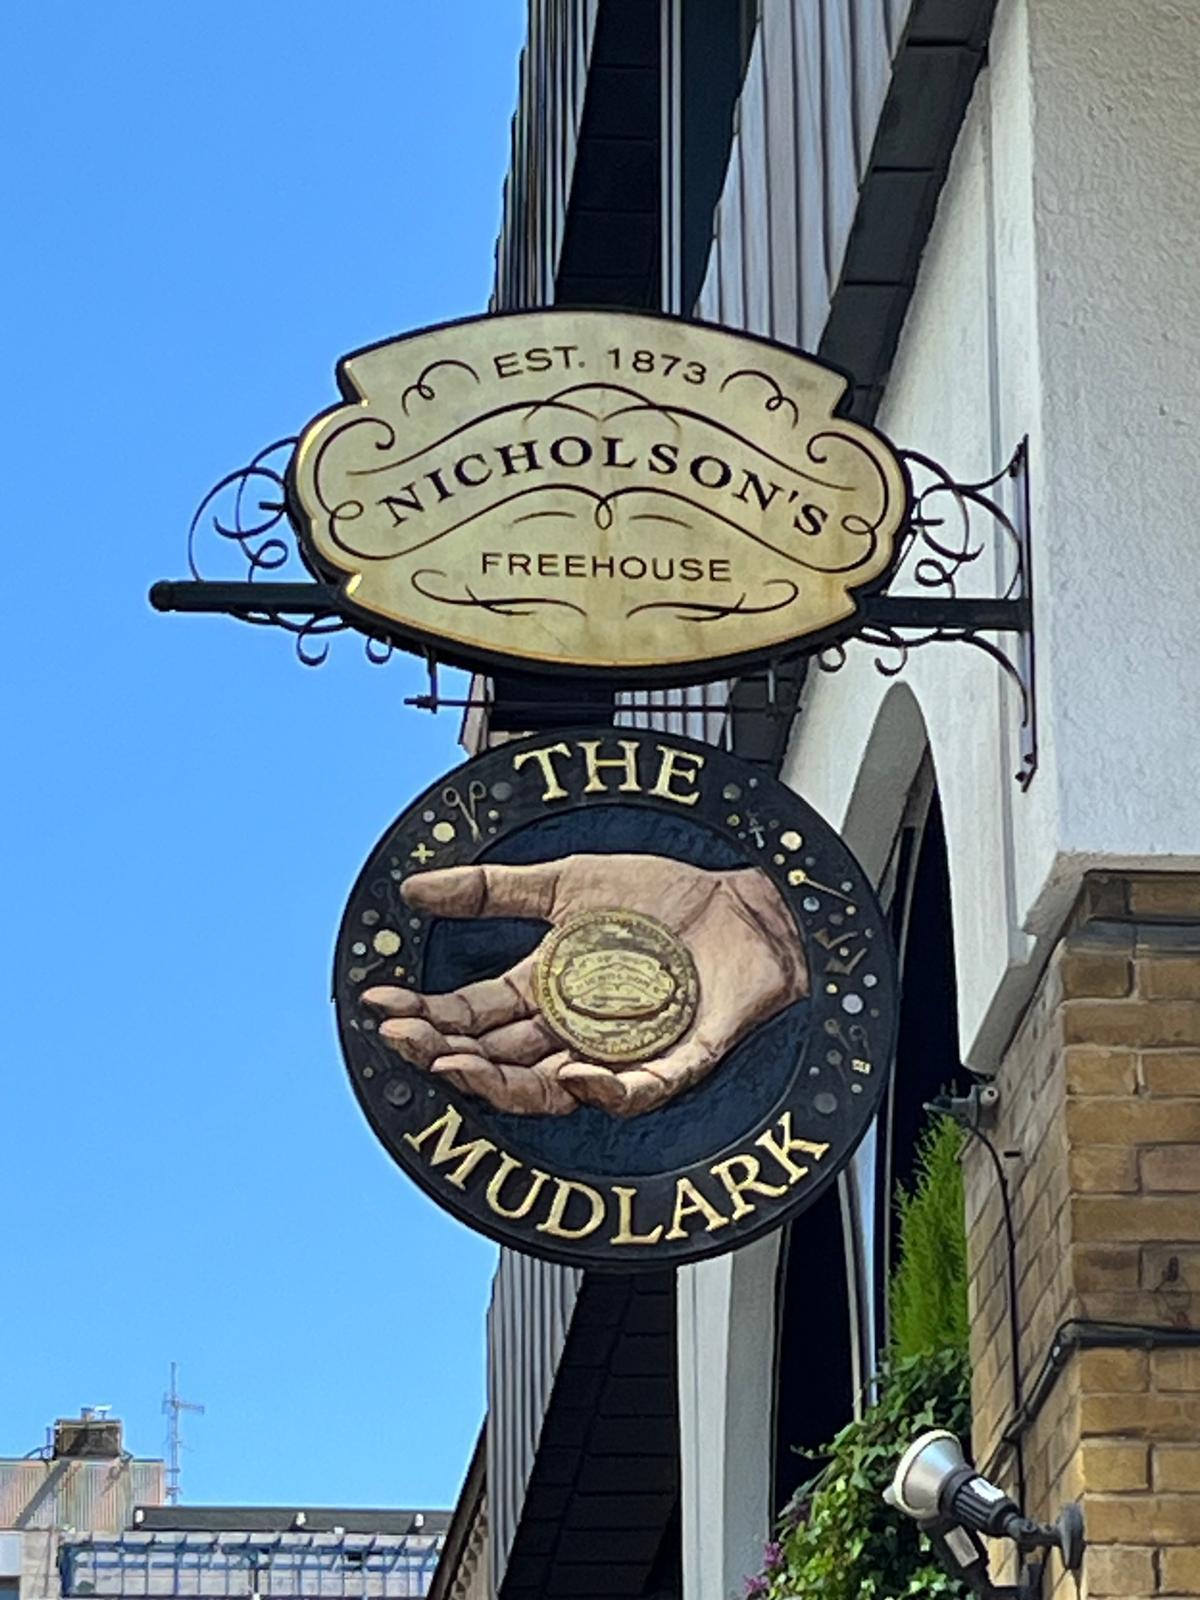 EST. 1873
NICHOLSON'S
FREEHOUSE
THE
MUDLARK